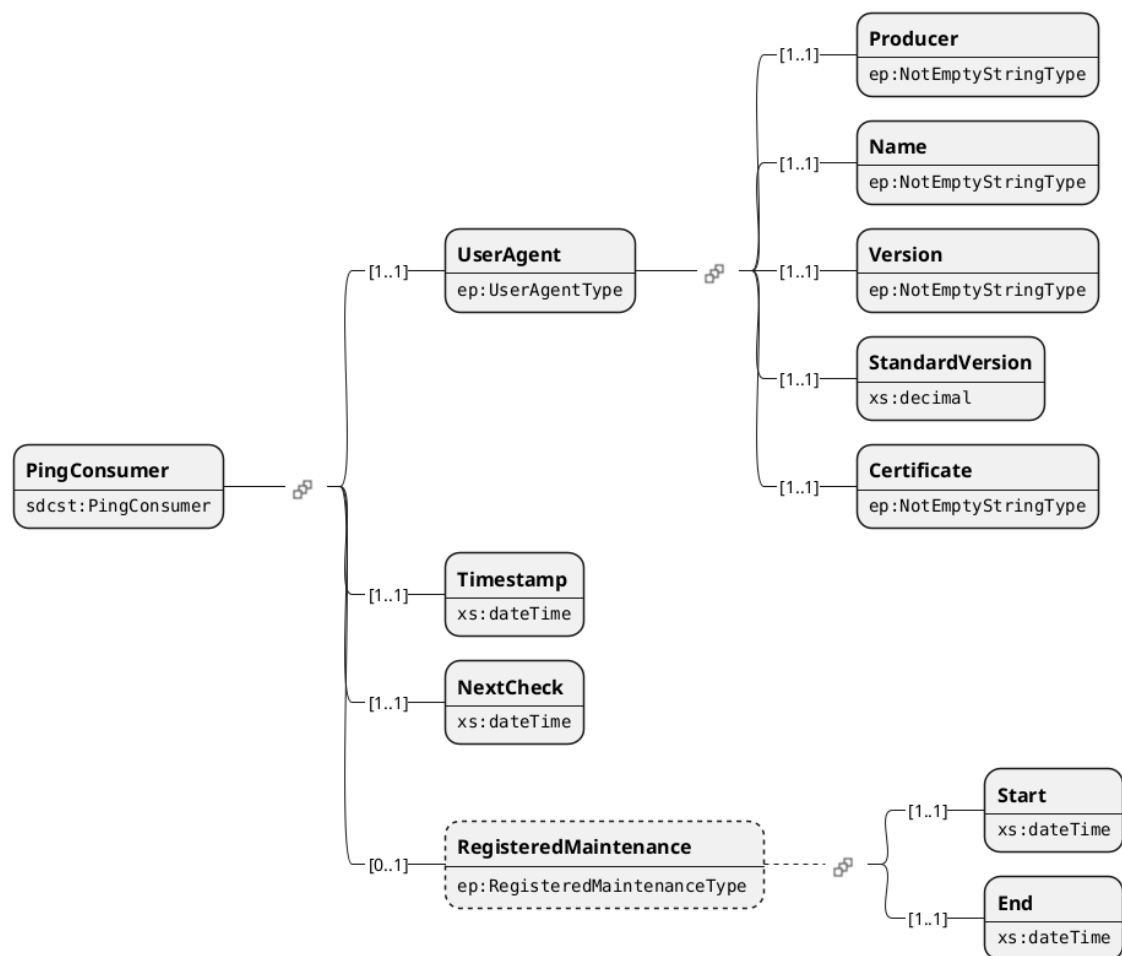 [1..1]
Producer
ep:NotEmptyStringType
[1..1]
Name
ep:NotEmptyStringType
[1..1]
UserAgent
ep:UserAgentType
[1..1]
Version
ep:NotEmptyStringType
[1..1]
StandardVersion
xs:decimal
PingConsumer
sdcst:PingConsumer
[1..1]
Certificate
ep:NotEmptyStringType
[1..1]
Timestamp
xs:dateTime
[1..1]
NextCheck
xs:dateTime
[0..1]
RegisteredMaintenance
ep:RegisteredMaintenanceType
[1..1]
Start
xs:dateTime
[1..1]
End
xs:dateTime